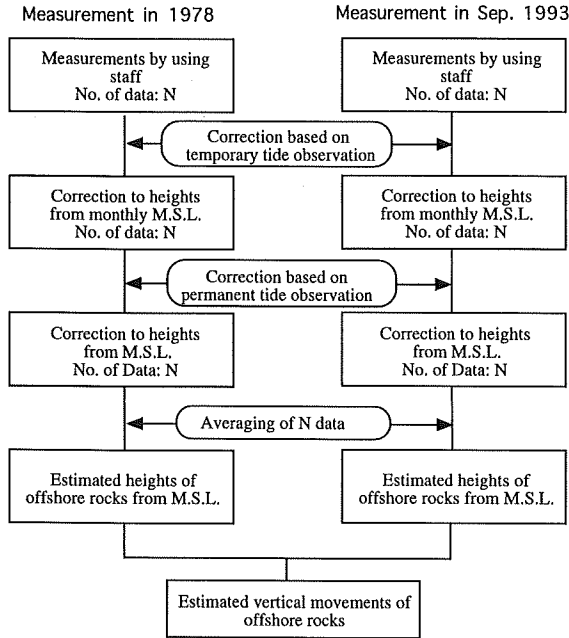 Measurement in 1978
Measurement in Sep. 1993
Measurements by using
staff
No. of data: N
Measurements by using
staff
No. of data: N
Correction based on
temporary tide observation
Correction to heights
from monthly M.S.L.
No. of data: N
Correction to heights
from monthly M.S.L.
No. of data: N
Correction based on
permanent tide observation
Correction to heights
from M.S.L.
No. of Data: N
Correction to heights
from M.S.L.
No. of Data: N
Averaging of N data
Estimated heights of
offshore rocks from M.S.L.
Estimated heights of
offshore rocks from M.S.L.
Estimated vertical movements of
offshore rocks